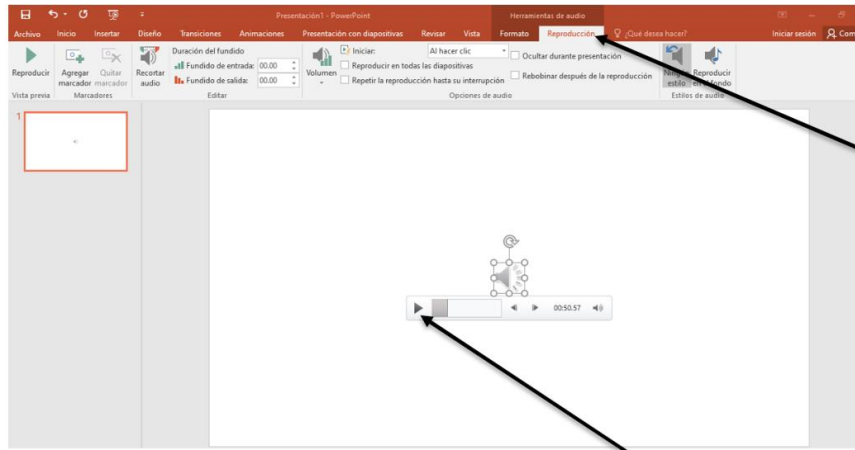 Presentación1 - PowerPoint
Herramientas de audio
Archivo Inicio Insertar Diseño Transiciones Animaciones Presentación con diapositivas Revisar Vista Formato Reproducción ¿Qué desea hacer? Iniciar sesión Com
Reproducir
Vista previa
Agregar marcador
Quitar marcador
Marcadores
Recortar audio
Duración del fundido
Fundido de entrada: 00.00
Fundido de salida: 00.00
Editar
Volumen
Iniciar: Al hacer clic
Reproducir en todas las diapositivas
Repetir la reproducción hasta su interrupción
Ocultar durante presentación
Rebobinar después de la reproducción
Opciones de audio
estilo
Reproducir
Estilos de audio
1
00:50.57